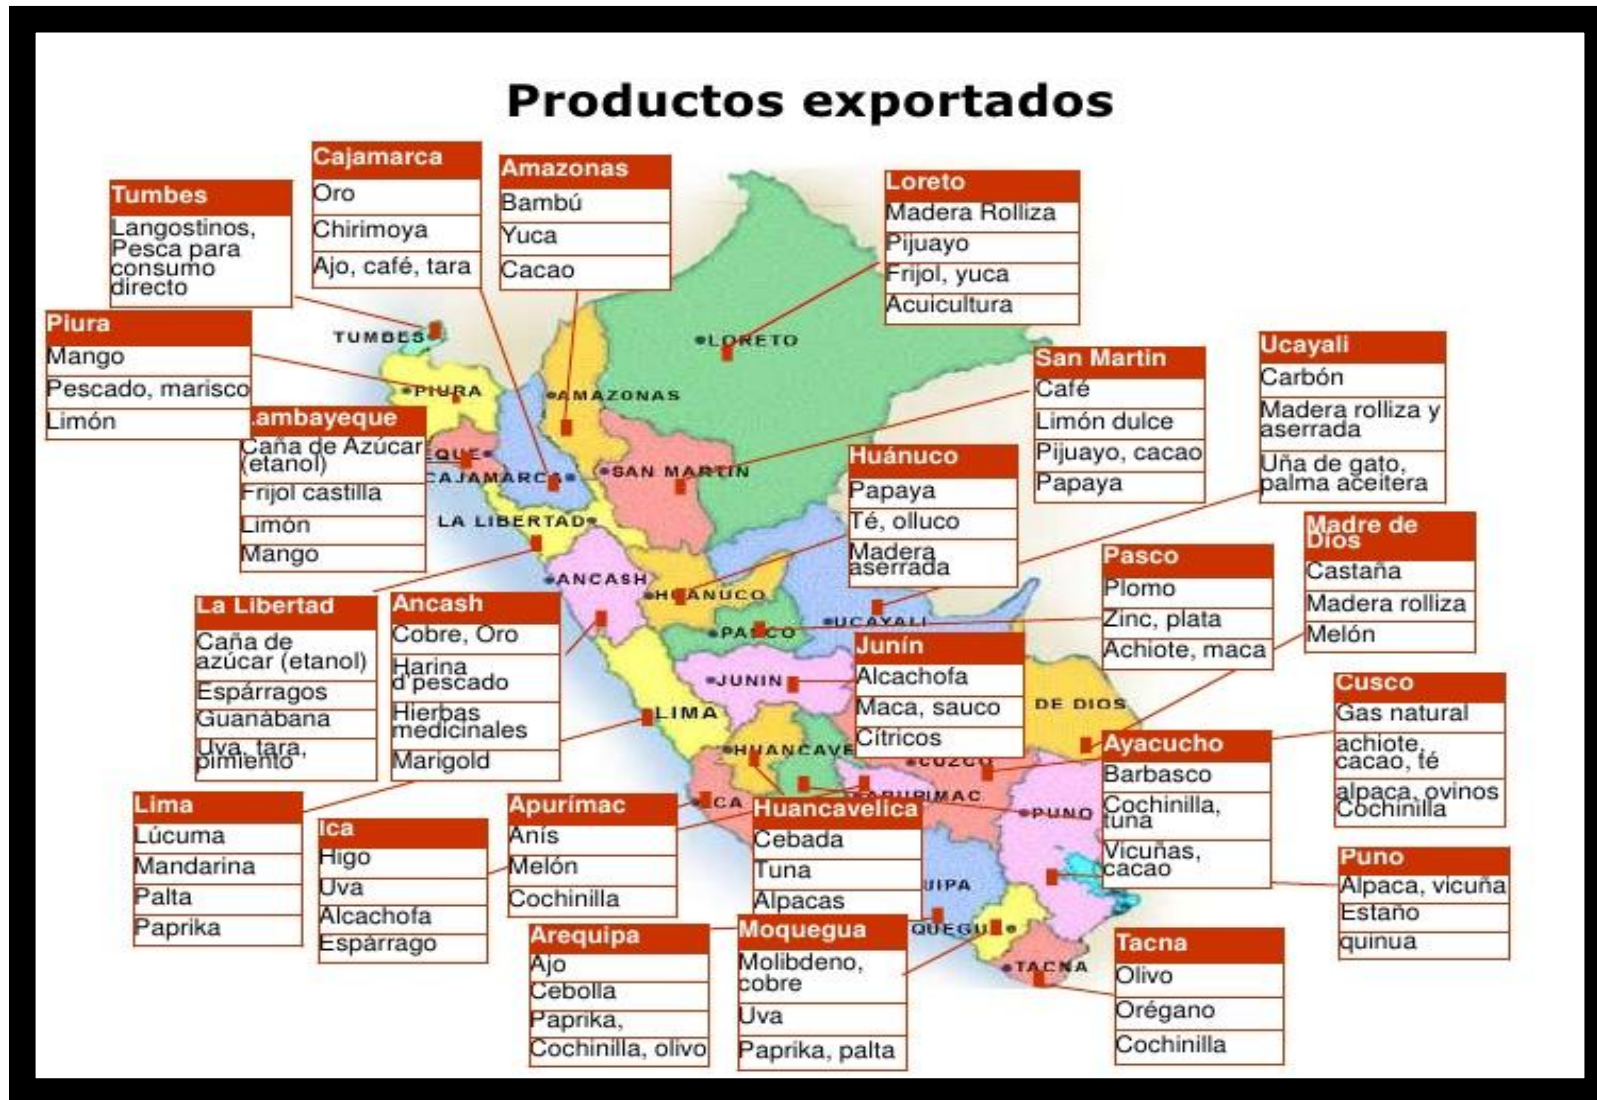 Productos exportados
Cajamarca
Oro
Chirimoya
Ajo, café, tara
Amazonas
Bambú
Yuca
Cacao
Loreto
Madera Rolliza
Pijuayo
Frijol, yuca
Acuicultura
Tumbes
Langostinos,
Pesca para
consumo
directo
Piura
Mango
Pescado, marisco
Limón
Lambayeque
Caña de Azúcar
(etanol)
Frijol castilla
Limón
Mango
San Martin
Café
Limón dulce
Pijuayo, cacao
Papaya
Ucayali
Carbón
Madera rolliza y
aserrada
Uña de gato,
palma aceitera
Huánuco
Papaya
Té, olluco
Madera
aserrada
Madre de
Dios
Castaña
Madera rolliza
Melón
Pasco
Plomo
Zinc, plata
Achiote, maca
La Libertad
Caña de
azúcar (etanol)
Espárragos
Guanábana
Uva, tara,
pimiento
Ancash
Cobre, Oro
Harina
d'pescado
Hierbas
medicinales
Marigold
Junín
Alcachofa
Maca, sauco
Cítricos
Cusco
Gas natural
achiote,
cacao, té
alpaca, ovinos
Cochinilla
Ayacucho
Barbasco
Cochinilla,
tuna
Vicuñas,
cacao
Lima
Lúcuma
Mandarina
Palta
Paprika
Ica
Higo
Uva
Alcachofa
Espárrago
Apurímac
Anís
Melón
Cochinilla
Huancavelica
Cebada
Tuna
Alpacas
Puno
Alpaca, vicuña
Estaño
quinua
Arequipa
Ajo
Cebolla
Paprika,
Cochinilla, olivo
Moquegua
Molibdeno,
cobre
Uva
Paprika, palta
Tacna
Olivo
Orégano
Cochinilla
TUMBES
PIURA
LORETO
AMAZONAS
EQUE
CAJAMARCA
SAN MARTIN
LA LIBERTAD
ANCASH
HUANUCO
PASCO
UCAYALI
JUNIN
LIMA
DE DIOS
HUANCAVE
CUZCO
ICA
APURIMAC
PUNO
UIPA
QUEGU
TACNA